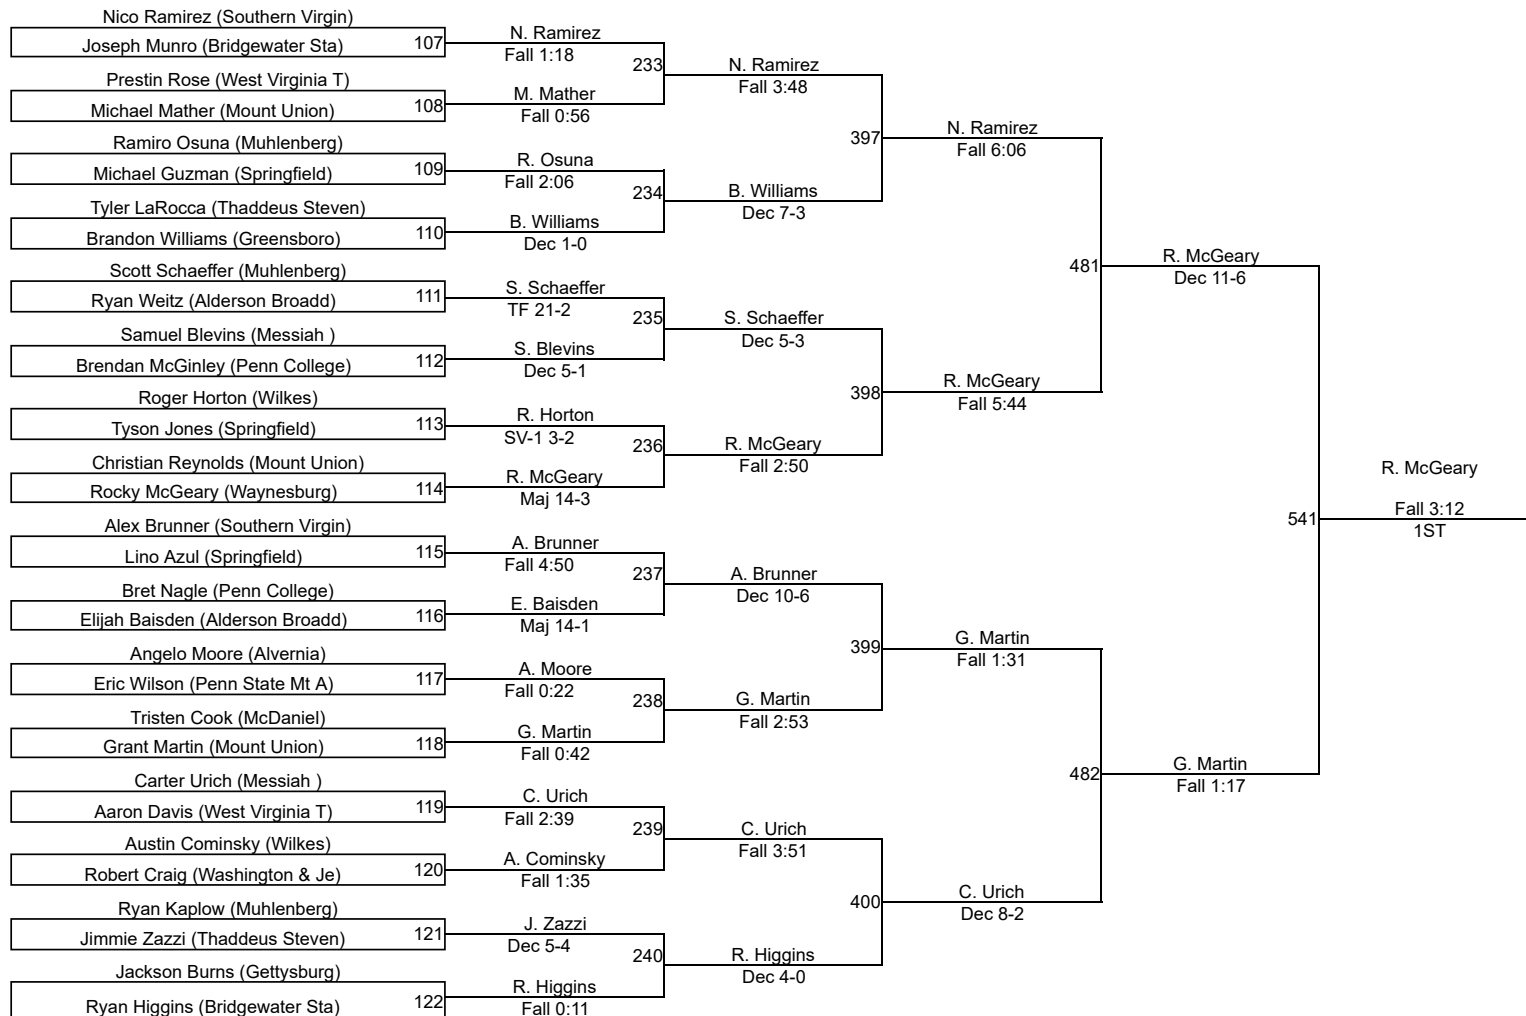 Nico Ramirez (Southern Virgin)
Joseph Munro (Bridgewater Sta)
107
Prestin Rose (West Virginia T)
Michael Mather (Mount Union)
108
Ramiro Osuna (Muhlenberg)
Michael Guzman (Springfield)
109
Tyler LaRocca (Thaddeus Steven)
Brandon Williams (Greensboro)
110
Scott Schaeffer (Muhlenberg)
Ryan Weitz (Alderson Broadd)
111
Samuel Blevins (Messiah )
Brendan McGinley (Penn College)
112
Roger Horton (Wilkes)
Tyson Jones (Springfield)
113
Christian Reynolds (Mount Union)
Rocky McGeary (Waynesburg)
114
Alex Brunner (Southern Virgin)
Lino Azul (Springfield)
115
Bret Nagle (Penn College)
Elijah Baisden (Alderson Broadd)
116
Angelo Moore (Alvernia)
Eric Wilson (Penn State Mt A)
117
Tristen Cook (McDaniel)
Grant Martin (Mount Union)
118
Carter Urich (Messiah )
Aaron Davis (West Virginia T)
119
Austin Cominsky (Wilkes)
Robert Craig (Washington & Je)
120
Ryan Kaplow (Muhlenberg)
Jimmie Zazzi (Thaddeus Steven)
121
Jackson Burns (Gettysburg)
Ryan Higgins (Bridgewater Sta)
122
N. Ramirez
Fall 1:18
233
M. Mather
Fall 0:56
R. Osuna
Fall 2:06
234
B. Williams
Dec 1-0
S. Schaeffer
TF 21-2
235
S. Blevins
Dec 5-1
R. Horton
SV-1 3-2
236
R. McGeary
Maj 14-3
A. Brunner
Fall 4:50
237
E. Baisden
Maj 14-1
A. Moore
Fall 0:22
238
G. Martin
Fall 0:42
C. Urich
Fall 2:39
239
A. Cominsky
Fall 1:35
J. Zazzi
Dec 5-4
240
R. Higgins
Fall 0:11
N. Ramirez
Fall 3:48
397
B. Williams
Dec 7-3
S. Schaeffer
Dec 5-3
398
R. McGeary
Fall 2:50
A. Brunner
Dec 10-6
399
G. Martin
Fall 2:53
C. Urich
Fall 3:51
400
R. Higgins
Dec 4-0
N. Ramirez
Fall 6:06
481
R. McGeary
Fall 5:44
G. Martin
Fall 1:31
482
C. Urich
Dec 8-2
R. McGeary
Dec 11-6
541
G. Martin
Fall 1:17
R. McGeary
Fall 3:12
1ST